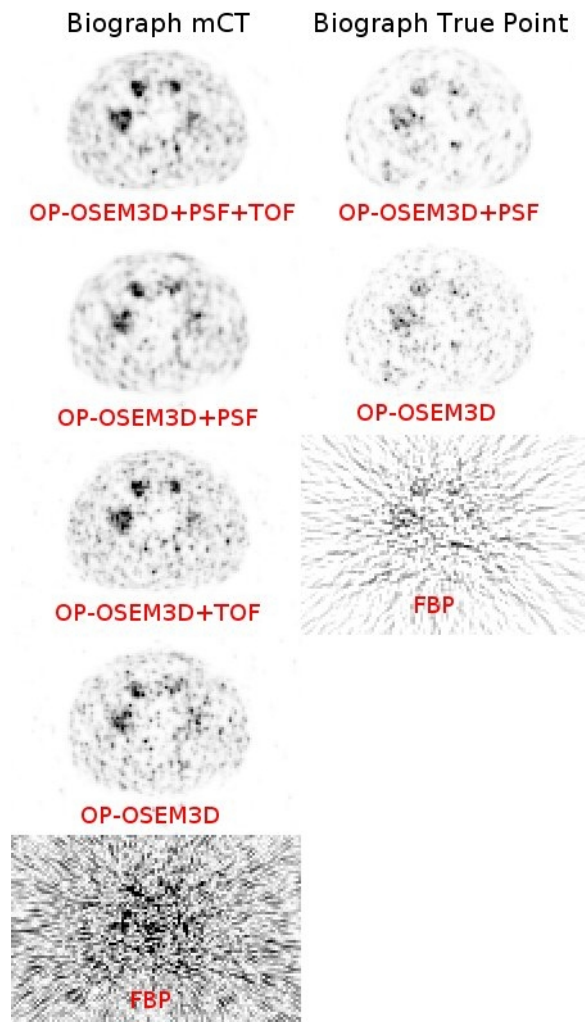 Biograph mCT
OP-OSEM3D+PSF+TOF
OP-OSEM3D+PSF
OP-OSEM3D+TOF
OP-OSEM3D
FBP
Biograph True Point
OP-OSEM3D+PSF
OP-OSEM3D
FBP